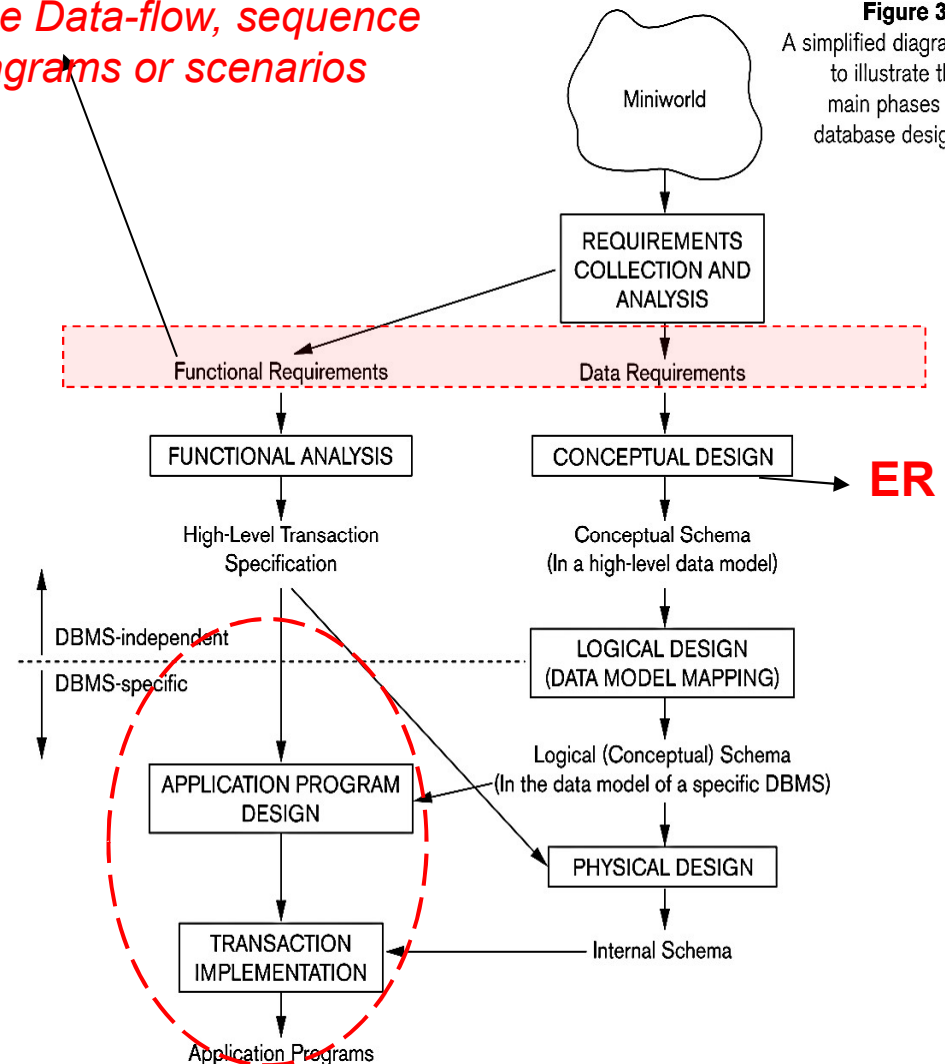 e Data-flow, sequence
agrams or scenarios
Figure 3
A simplified diagra
to illustrate th
main phases
database desig
Miniworld
REQUIREMENTS
COLLECTION AND
ANALYSIS
Functional Requirements
Data Requirements
FUNCTIONAL ANALYSIS
CONCEPTUAL DESIGN
ER
High-Level Transaction
Specification
Conceptual Schema
(In a high-level data model)
DBMS-independent
DBMS-specific
LOGICAL DESIGN
(DATA MODEL MAPPING)
Logical (Conceptual) Schema
(In the data model of a specific DBMS)
APPLICATION PROGRAM
DESIGN
PHYSICAL DESIGN
TRANSACTION
IMPLEMENTATION
Internal Schema
Application Programs